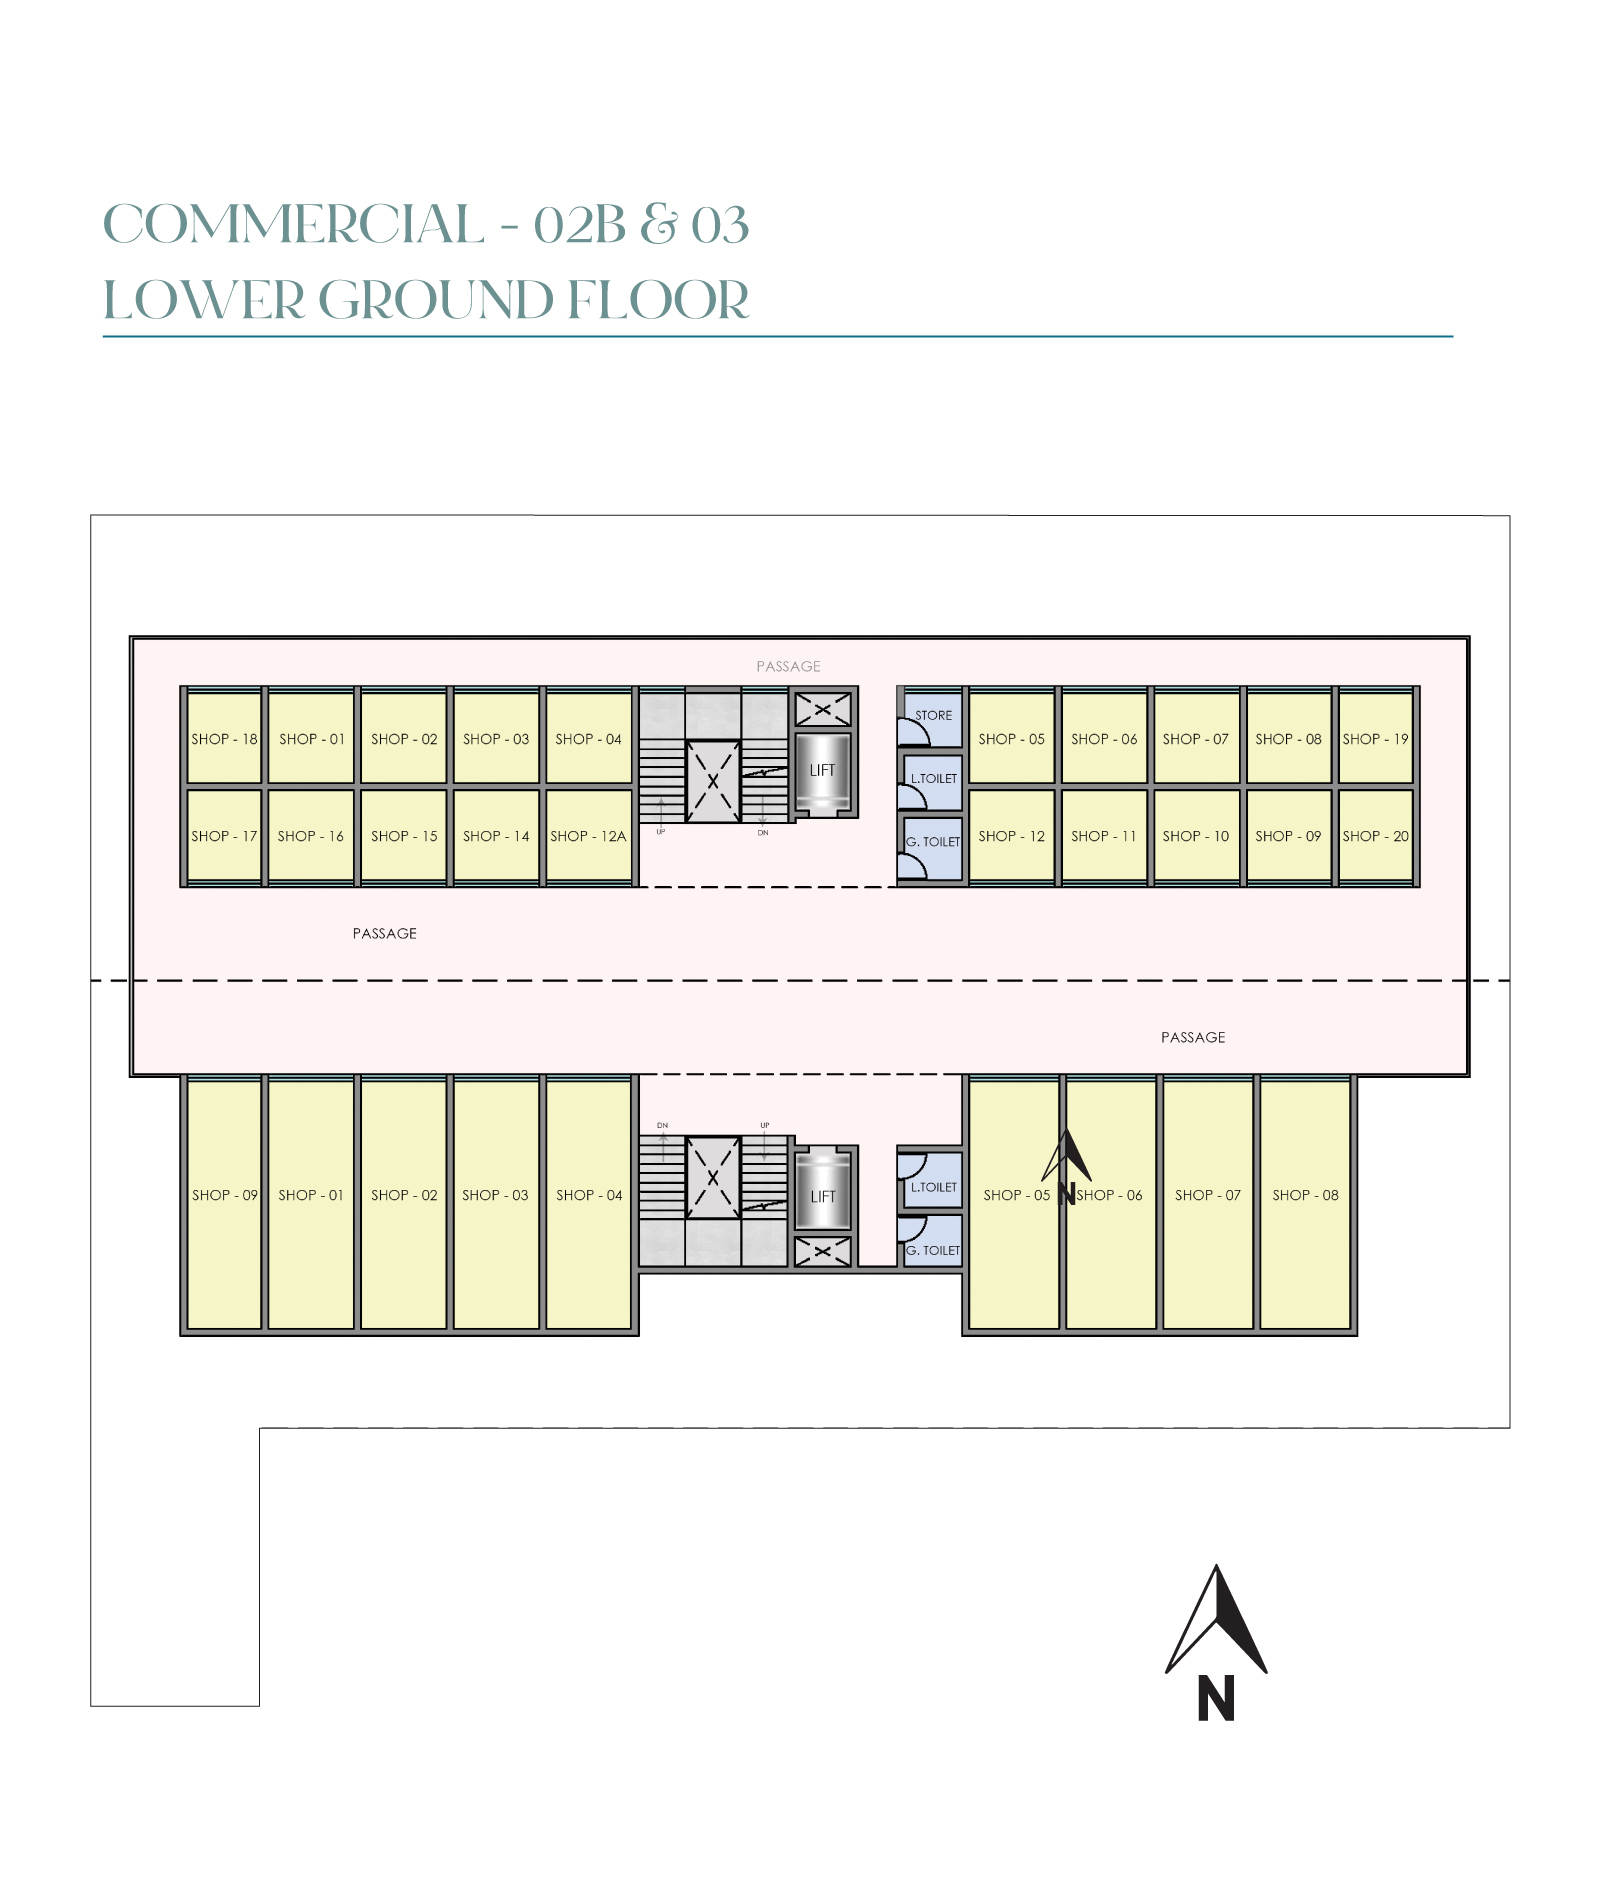 COMMERCIAL - 02B & 03
LOWER GROUND FLOOR
PASSAGE
SHOP - 18 SHOP - 01 SHOP - 02 SHOP - 03 SHOP - 04 LIFT STORE SHOP - 05 SHOP - 06 SHOP - 07 SHOP - 08 SHOP - 19
L.TOILET
UP DN
SHOP - 17 SHOP - 16 SHOP - 15 SHOP - 14 SHOP - 12A G. TOILET SHOP - 12 SHOP - 11 SHOP - 10 SHOP - 09 SHOP - 20
PASSAGE
PASSAGE
DN UP
SHOP - 09 SHOP - 01 SHOP - 02 SHOP - 03 SHOP - 04 LIFT L.TOILET SHOP - 05 N SHOP - 06 SHOP - 07 SHOP - 08
G. TOILET
N